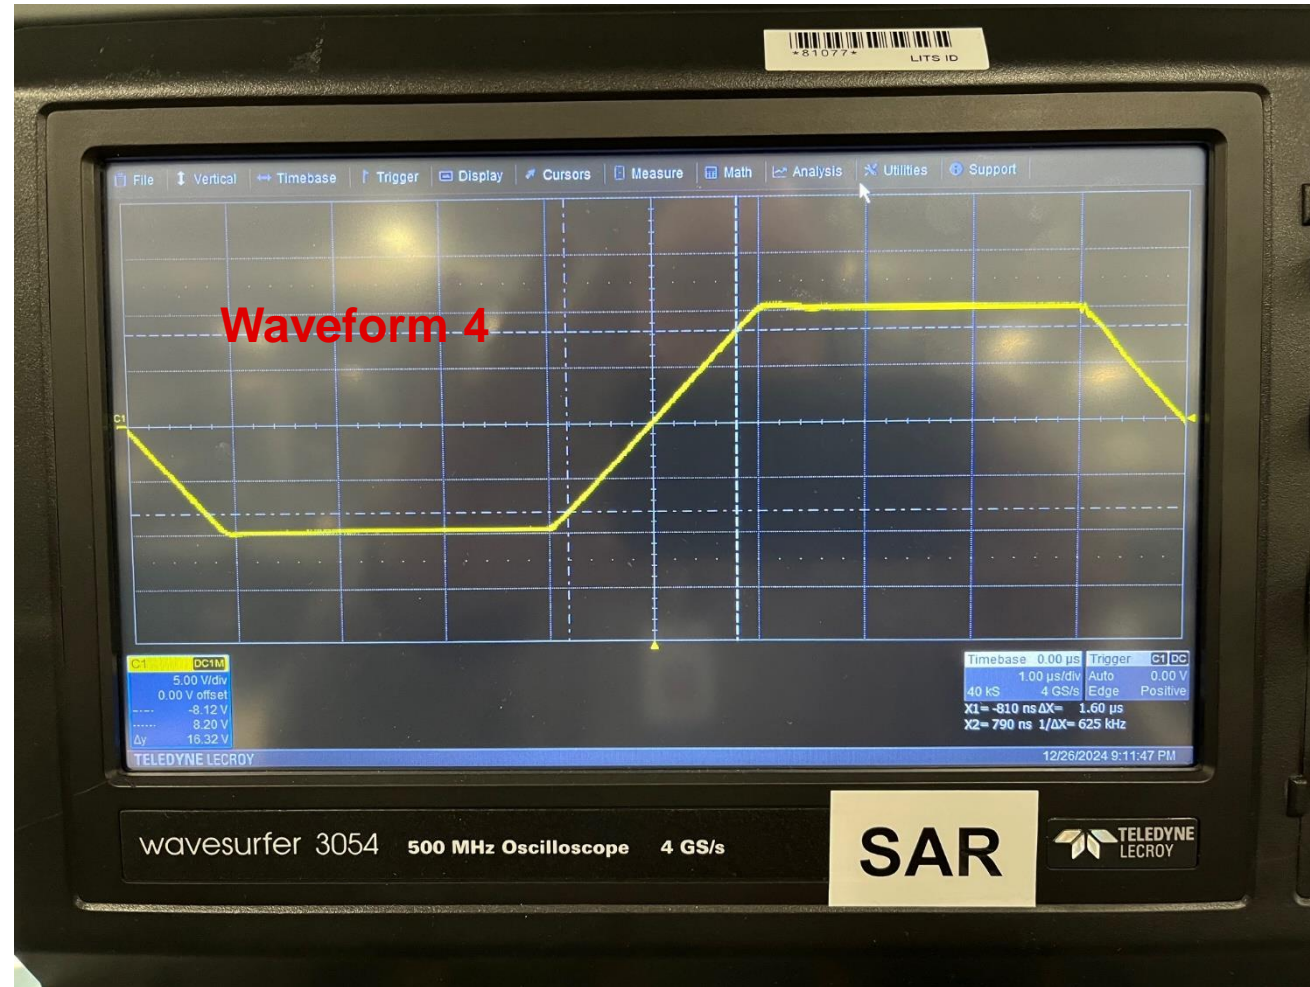 *81077*
LITS ID
File Vertical Timebase Trigger Display Cursors Measure Math Analysis Utilities Support
Waveform 4
C1
C1 DC1M
5.00 V/div
0.00 V offset
-8.12 V
8.20 V
Δy 16.32 V
Timebase 0.00 µs
1.00 µs/div
40 kS 4 GS/s
Trigger C1 DC
Auto 0.00 V
Edge Positive
X1= -810 ns ΔX= 1.60 µs
X2= 790 ns 1/ΔX= 625 kHz
TELEDYNE LECROY
12/26/2024 9:11:47 PM
wavesurfer 3054 500 MHz Oscilloscope 4 GS/s
SAR
TELEDYNE
LECROY